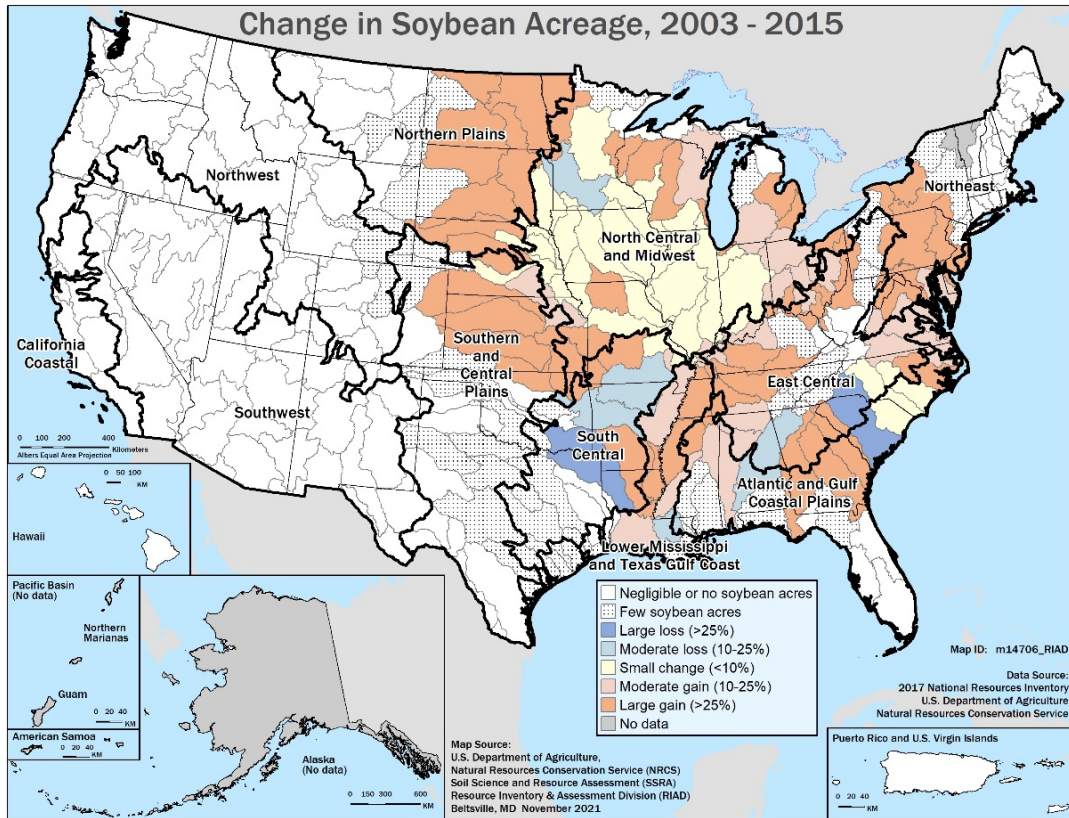 Change in Soybean Acreage, 2003 - 2015
Northern Plains
Northwest
Northeast
North Central
and Midwest
California
Coastal
Southern
and
Central
Plains
East Central
Southwest
South
Central
Atlantic and Gulf
Coastal Plains
Lower Mississippi
and Texas Gulf Coast
0 100 200 400
Kilometers
Albers Equal Area Projection
0 50 100
KM
Hawaii
Pacific Basin
(No data)
Northern
Marianas
Guam
0 20 40
KM
American Samoa
0 20 40
KM
Alaska
(No data)
0 150 300 600
KM
Negligible or no soybean acres
Few soybean acres
Large loss (>25%)
Moderate loss (10-25%)
Small change (<10%)
Moderate gain (10-25%)
Large gain (>25%)
No data
Map Source:
U.S. Department of Agriculture,
Natural Resources Conservation Service (NRCS)
Soil Science and Resource Assessment (SSRA)
Resource Inventory & Assessment Division (RIAD)
Beltsville, MD November 2021
Map ID: m14706_RIAD
Data Source:
2017 National Resources Inventory
U.S. Department of Agriculture
Natural Resources Conservation Service
Puerto Rico and U.S. Virgin Islands
0 20 40
KM